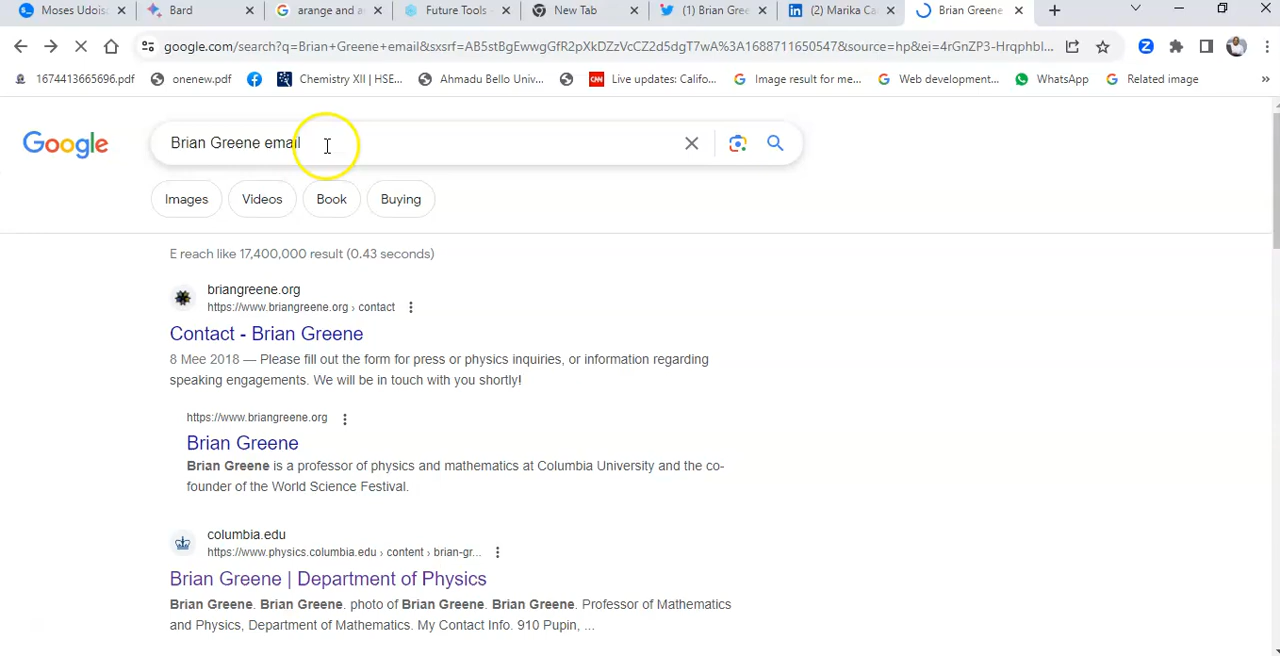 Moses Udois
Bard
arange and a
Future Tools -
New Tab
(1) Brian Gre
(2) Marika Ca
Brian Greene
google.com/search?q=Brian+Greene+email&sxsrf=AB5stBgEwwgGfR2pXkDZzVcCZ2d5dgT7wA%3A1688711650547&source=hp&ei=4rGnZP3-Hrqphbl...
1674413665696.pdf
onenew.pdf
Chemistry XII | HSE...
Ahmadu Bello Univ...
CNN
Live updates: Califo...
Image result for me...
Web development...
WhatsApp
Related image
»
Google
Brian Greene email
Images
Videos
Book
Buying
E reach like 17,400,000 result (0.43 seconds)
briangreene.org
https://www.briangreene.org › contact
Contact - Brian Greene
8 Mee 2018 — Please fill out the form for press or physics inquiries, or information regarding
speaking engagements. We will be in touch with you shortly!
https://www.briangreene.org
Brian Greene
Brian Greene is a professor of physics and mathematics at Columbia University and the co-
founder of the World Science Festival.
columbia.edu
https://www.physics.columbia.edu › content › brian-gr...
Brian Greene | Department of Physics
Brian Greene. Brian Greene. photo of Brian Greene. Brian Greene. Professor of Mathematics
and Physics, Department of Mathematics. My Contact Info. 910 Pupin, ...